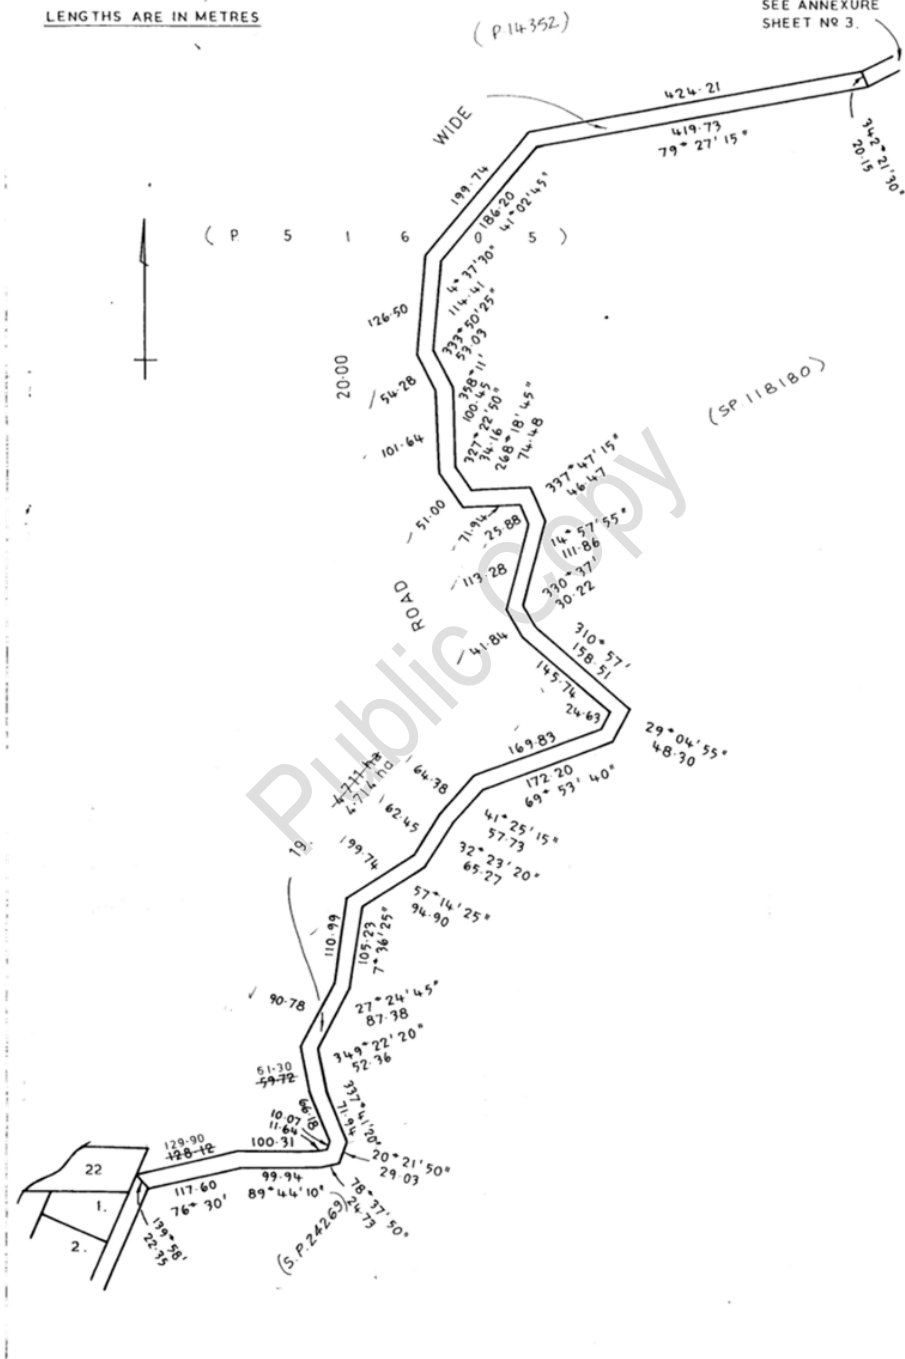 LENGTHS ARE IN METRES
(P.14352)
SEE ANNEXURE
SHEET Nº 3.
424·21
WIDE
419·73
79° 27' 15"
342° 21' 30"
20·15
199·74
186·20
41° 02' 45"
( P. 5 1 6 0 5 )
4° 37' 30"
114·41
126·50
333° 50' 25"
53·03
20·00
54·28
358° 11'
100·45
(SP.118180)
101·64
327° 22' 50"
34·16
268° 18' 45"
74·48
337° 47' 15"
46·47
51·00
71·94
25·88
14° 57' 55"
111·86
113·28
330° 37'
30·22
ROAD
41·84
310° 57'
158·51
145·74
24·63
29° 04' 55"
48·30
169·83
172·20
69° 53' 40"
4·711 ha
4·714 ha
64·38
62·45
41° 25' 15"
57·73
19.
199·74
32° 23' 20"
65·27
57° 14' 25"
94·90
110·99
105·23
7° 36' 25"
90·78
27° 24' 45"
87·38
349° 22' 20"
52·36
61·30
59·72
337° 41' 20"
71·94
66·18
10·07
11·64
129·90
128·12
100·31
20° 21' 50"
29·03
22
117·60
76° 30'
99·94
89° 44' 10"
78° 37' 50"
24·73
1.
2.
139° 58'
22·35
(S.P.24269)
Public Copy